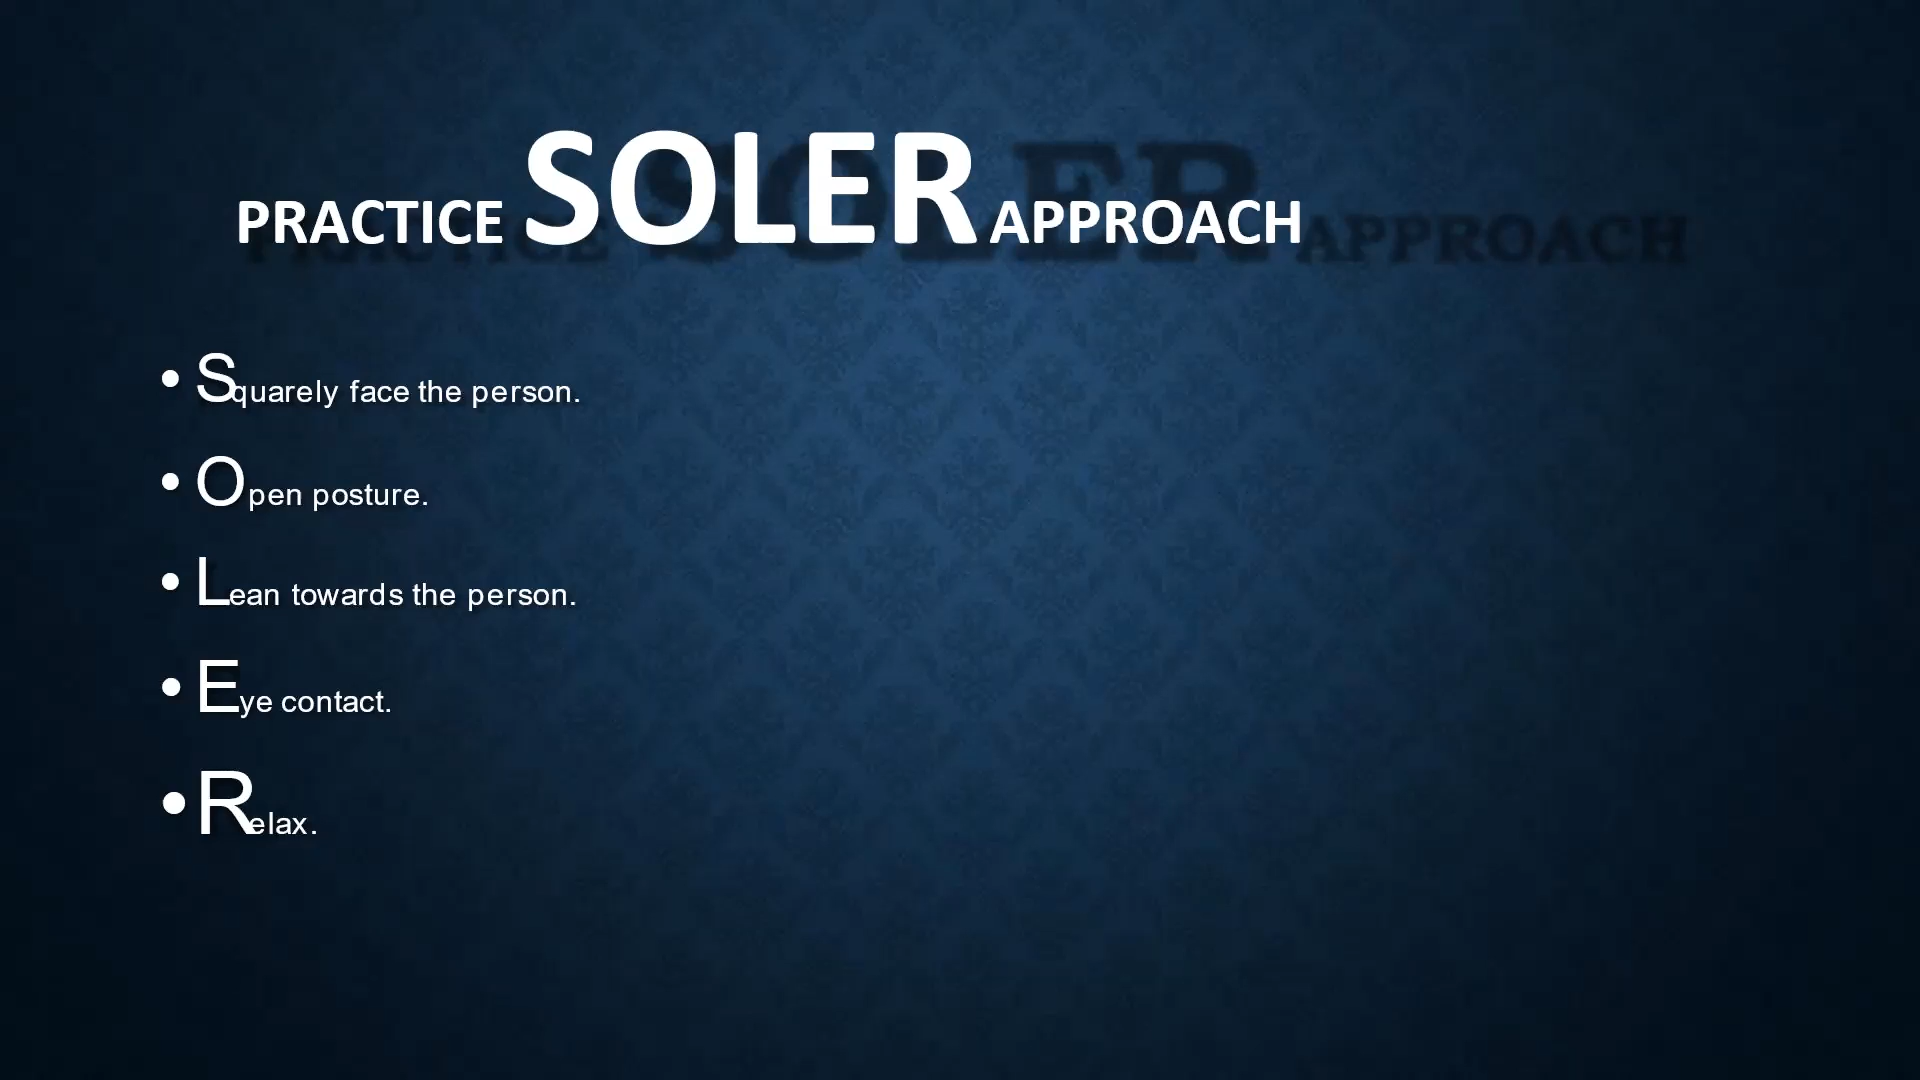 PRACTICE SOLER APPROACH
• Squarely face the person.
• Open posture.
• Lean towards the person.
• Eye contact.
• Relax.